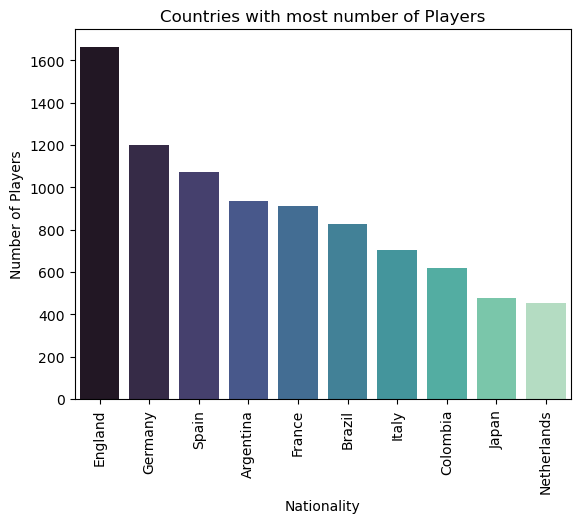 Countries with most number of Players
Number of Players
1600
1400
1200
1000
800
600
400
200
0
England
Germany
Spain
Argentina
France
Brazil
Italy
Colombia
Japan
Netherlands
Nationality